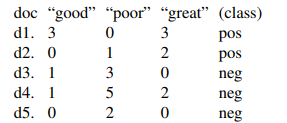 doc “good” “poor” “great” (class)
d1. 3 0 3 pos
d2. 0 1 2 pos
d3. 1 3 0 neg
d4. 1 5 2 neg
d5. 0 2 0 neg